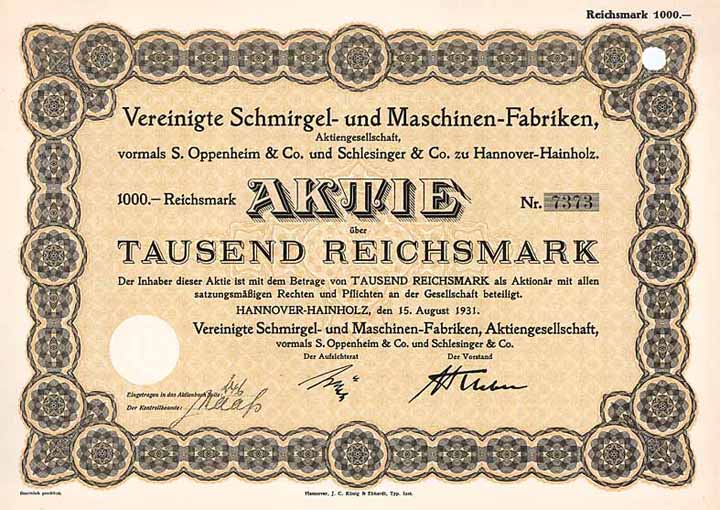 Reichsmark 1000.—
Vereinigte Schmirgel- und Maschinen-Fabriken,
Aktiengesellschaft,
vormals S. Oppenheim & Co. und Schlesinger & Co. zu Hannover-Hainholz.
1000.— Reichsmark AKTIE Nr. 7373
über
TAUSEND REICHSMARK
Der Inhaber dieser Aktie ist mit dem Betrage von TAUSEND REICHSMARK als Aktionär mit allen
satzungsmäßigen Rechten und Pflichten an der Gesellschaft beteiligt.
HANNOVER-HAINHOLZ, den 15. August 1931.
Vereinigte Schmirgel- und Maschinen-Fabriken, Aktiengesellschaft,
vormals S. Oppenheim & Co. und Schlesinger & Co.
Der Aufsichtsrat Der Vorstand
Eingetragen in das Aktienbuch Seite:
Der Kontrollbeamte:
Gesetzlich geschützt.
Hannover, J. C. König & Ebhardt, Typ. Inst.